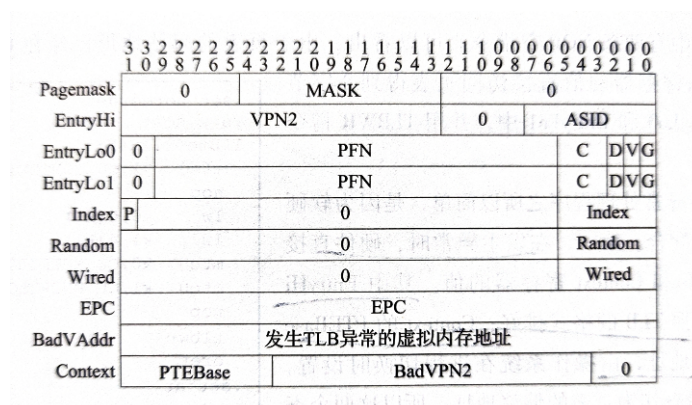 3 3 2 2 2 2 2 2 2 2 2 2 1 1 1 1 1 1 1 1 1 1 0 0 0 0 0 0 0 0 0 0
1 0 9 8 7 6 5 4 3 2 1 0 9 8 7 6 5 4 3 2 1 0 9 8 7 6 5 4 3 2 1 0
Pagemask 0 MASK 0
EntryHi VPN2 0 ASID
EntryLo0 0 PFN C D V G
EntryLo1 0 PFN C D V G
Index P 0 Index
Random 0 Random
Wired 0 Wired
EPC EPC
BadVAddr 发生TLB异常的虚拟内存地址
Context PTEBase BadVPN2 0